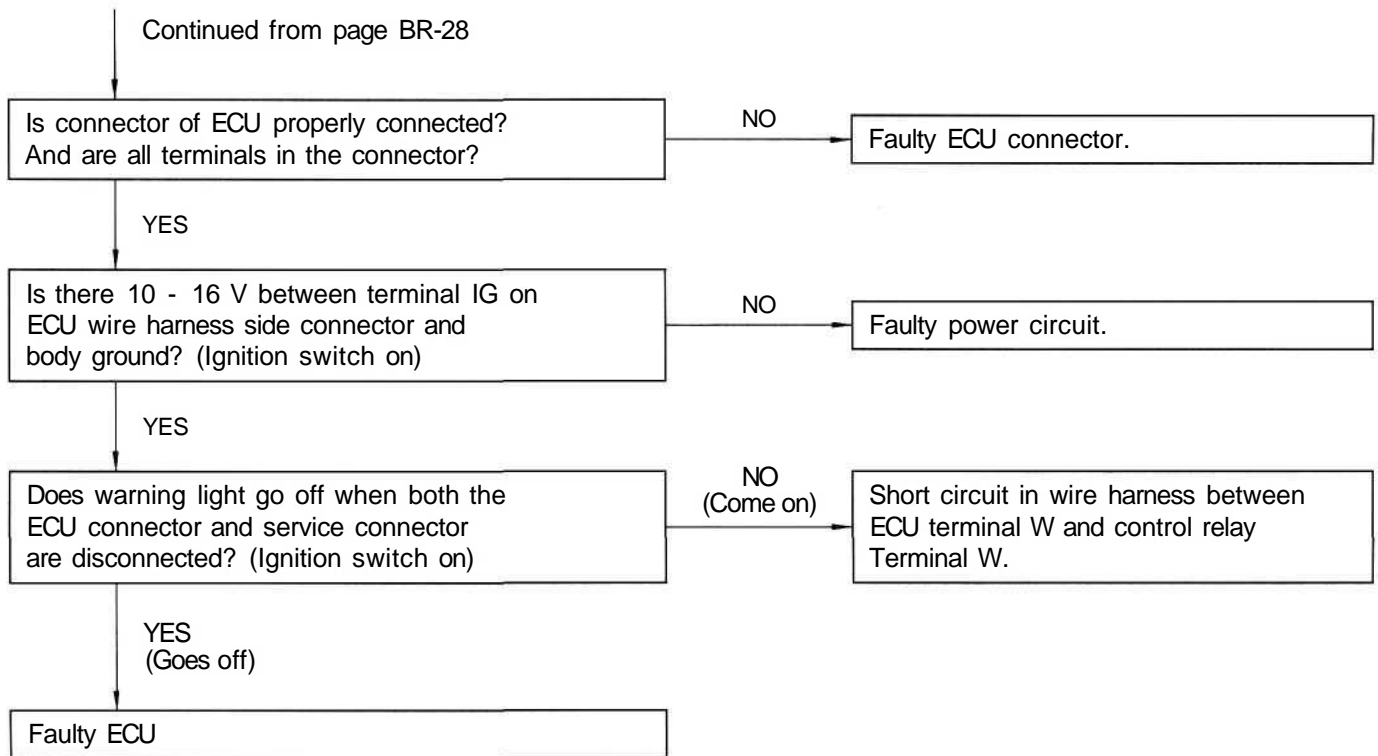 Continued from page BR-28
Is connector of ECU properly connected?
And are all terminals in the connector?
NO
Faulty ECU connector.
YES
Is there 10 - 16 V between terminal IG on
ECU wire harness side connector and
body ground? (Ignition switch on)
NO
Faulty power circuit.
YES
Does warning light go off when both the
ECU connector and service connector
are disconnected? (Ignition switch on)
NO
(Come on)
Short circuit in wire harness between
ECU terminal W and control relay
Terminal W.
YES
(Goes off)
Faulty ECU